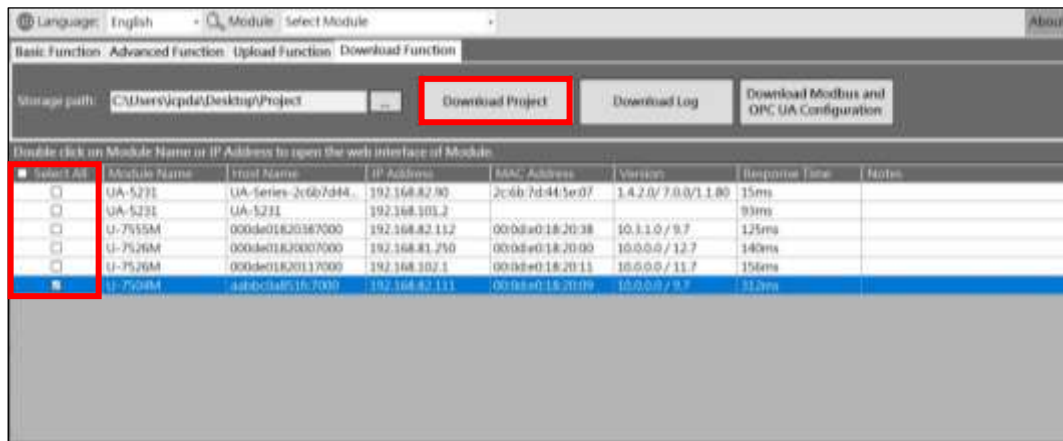 Language: English Module Select Module About
Basic Function Advanced Function Upload Function Download Function
Storage path: C:\Users\icpda\Desktop\Project ... Download Project Download Log Download Modbus and
OPC UA Configuration
Double click on Module Name or IP Address to open the web interface of Module.
Select All Module Name Host Name IP Address MAC Address Version Response Time Notes
UA-5231 UA-Series-2c6b7d44... 192.168.82.90 2c:6b:7d:44:5e:07 1.4.2.0/ 7.0.0/1.1.80 15ms
UA-5231 UA-5231 192.168.101.2 93ms
U-7555M 000de01820387000 192.168.82.112 00:0d:e0:18:20:38 10.3.1.0 / 9.7 125ms
U-7526M 000de01820007000 192.168.81.250 00:0d:e0:18:20:00 10.0.0.0 / 12.7 140ms
U-7526M 000de01820117000 192.168.102.1 00:0d:e0:18:20:11 10.0.0.0 / 11.7 156ms
U-7504M 192.168.82.111 00:0d:e0:18:20:09 10.0.0.0 / 9.7 312ms